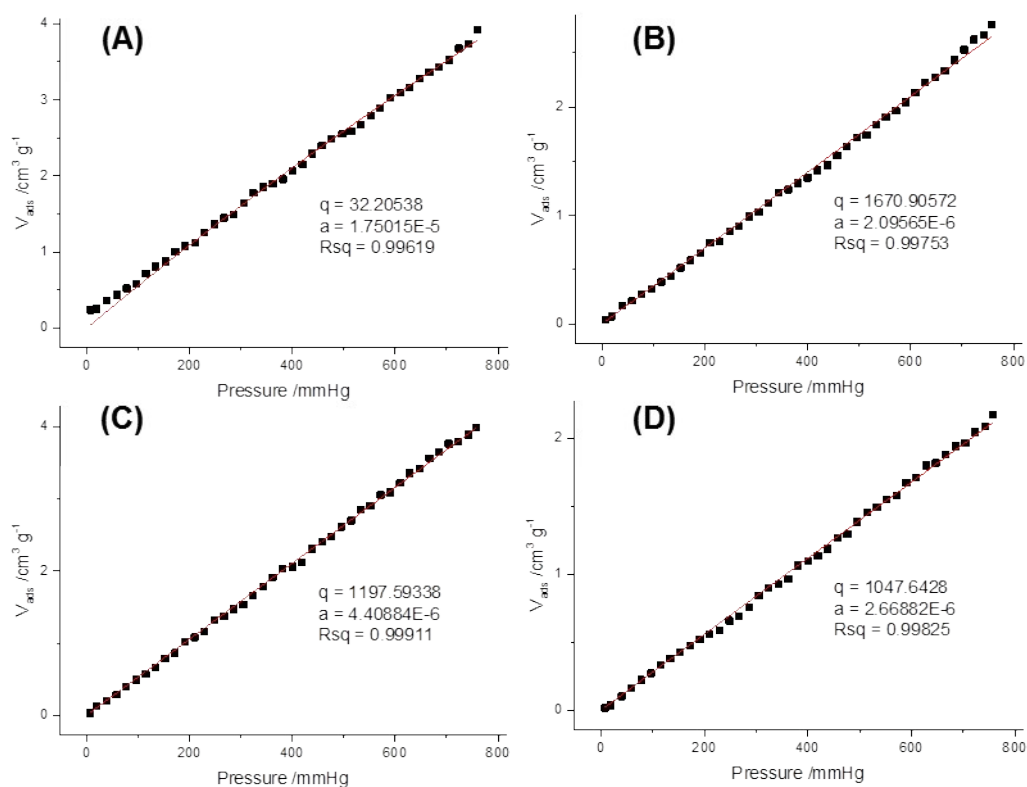 (A)
4
3
2
1
0
V_ads /cm³ g⁻¹
q = 32.20538
a = 1.75015E-5
Rsq = 0.99619
0 200 400 600 800
Pressure /mmHg
(B)
2
1
0
V_ads /cm³ g⁻¹
q = 1670.90572
a = 2.09565E-6
Rsq = 0.99753
0 200 400 600 800
Pressure /mmHg
(C)
4
2
0
V_ads /cm³ g⁻¹
q = 1197.59338
a = 4.40884E-6
Rsq = 0.99911
0 200 400 600 800
Pressure /mmHg
(D)
2
1
0
V_ads /cm³ g⁻¹
q = 1047.6428
a = 2.66882E-6
Rsq = 0.99825
0 200 400 600 800
Pressure /mmHg